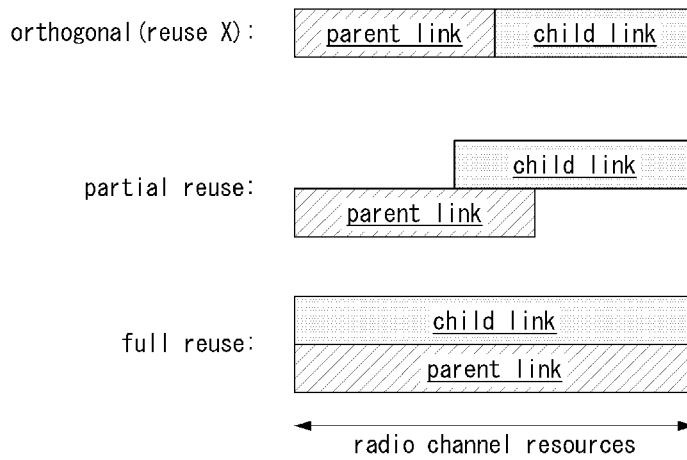 orthogonal(reuse X): parent link child link
child link
partial reuse:
parent link
child link
full reuse:
parent link
radio channel resources